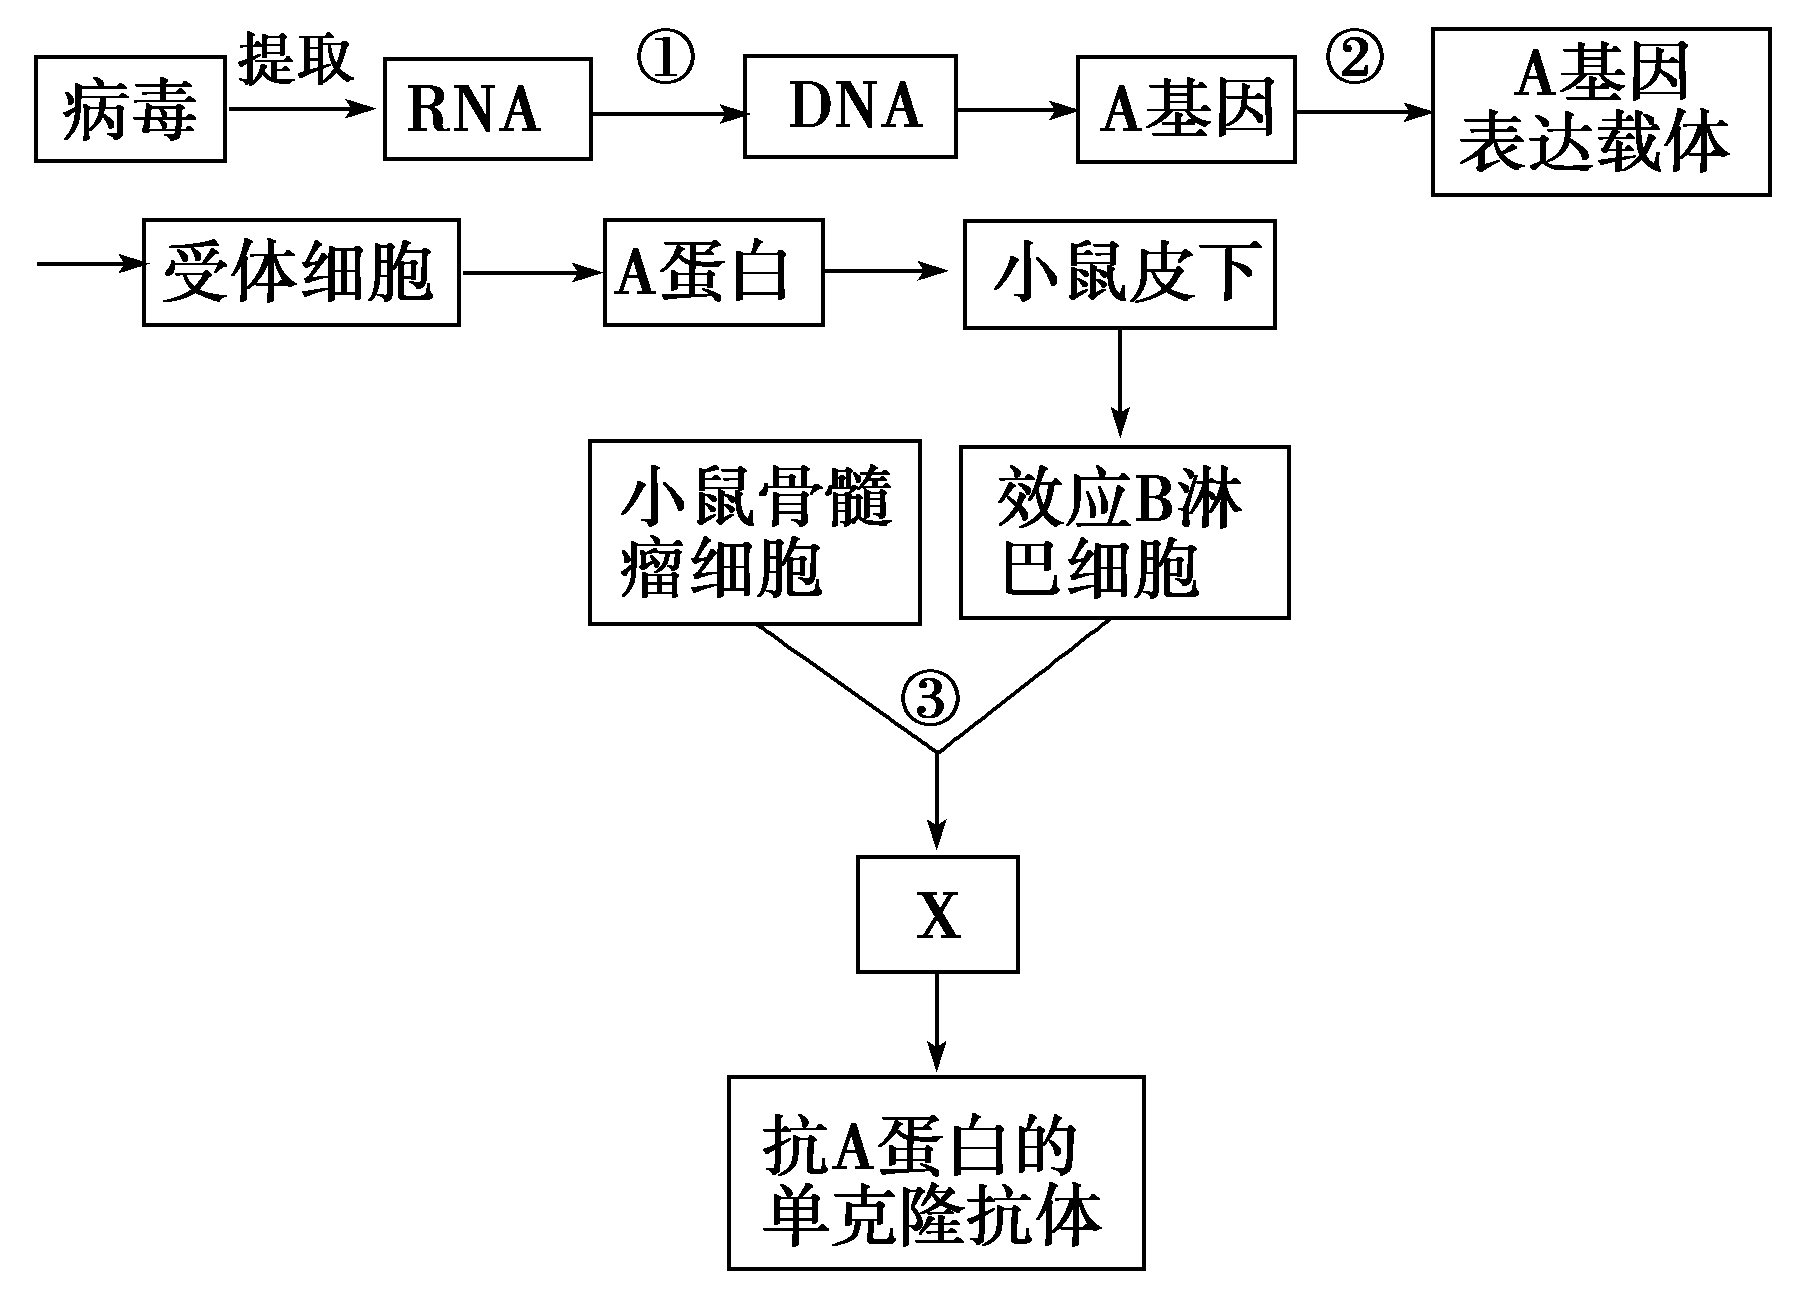 病毒
提取
RNA
①
DNA
A基因
②
A基因
表达载体
受体细胞
A蛋白
小鼠皮下
小鼠骨髓
瘤细胞
效应B淋
巴细胞
③
X
抗A蛋白的
单克隆抗体